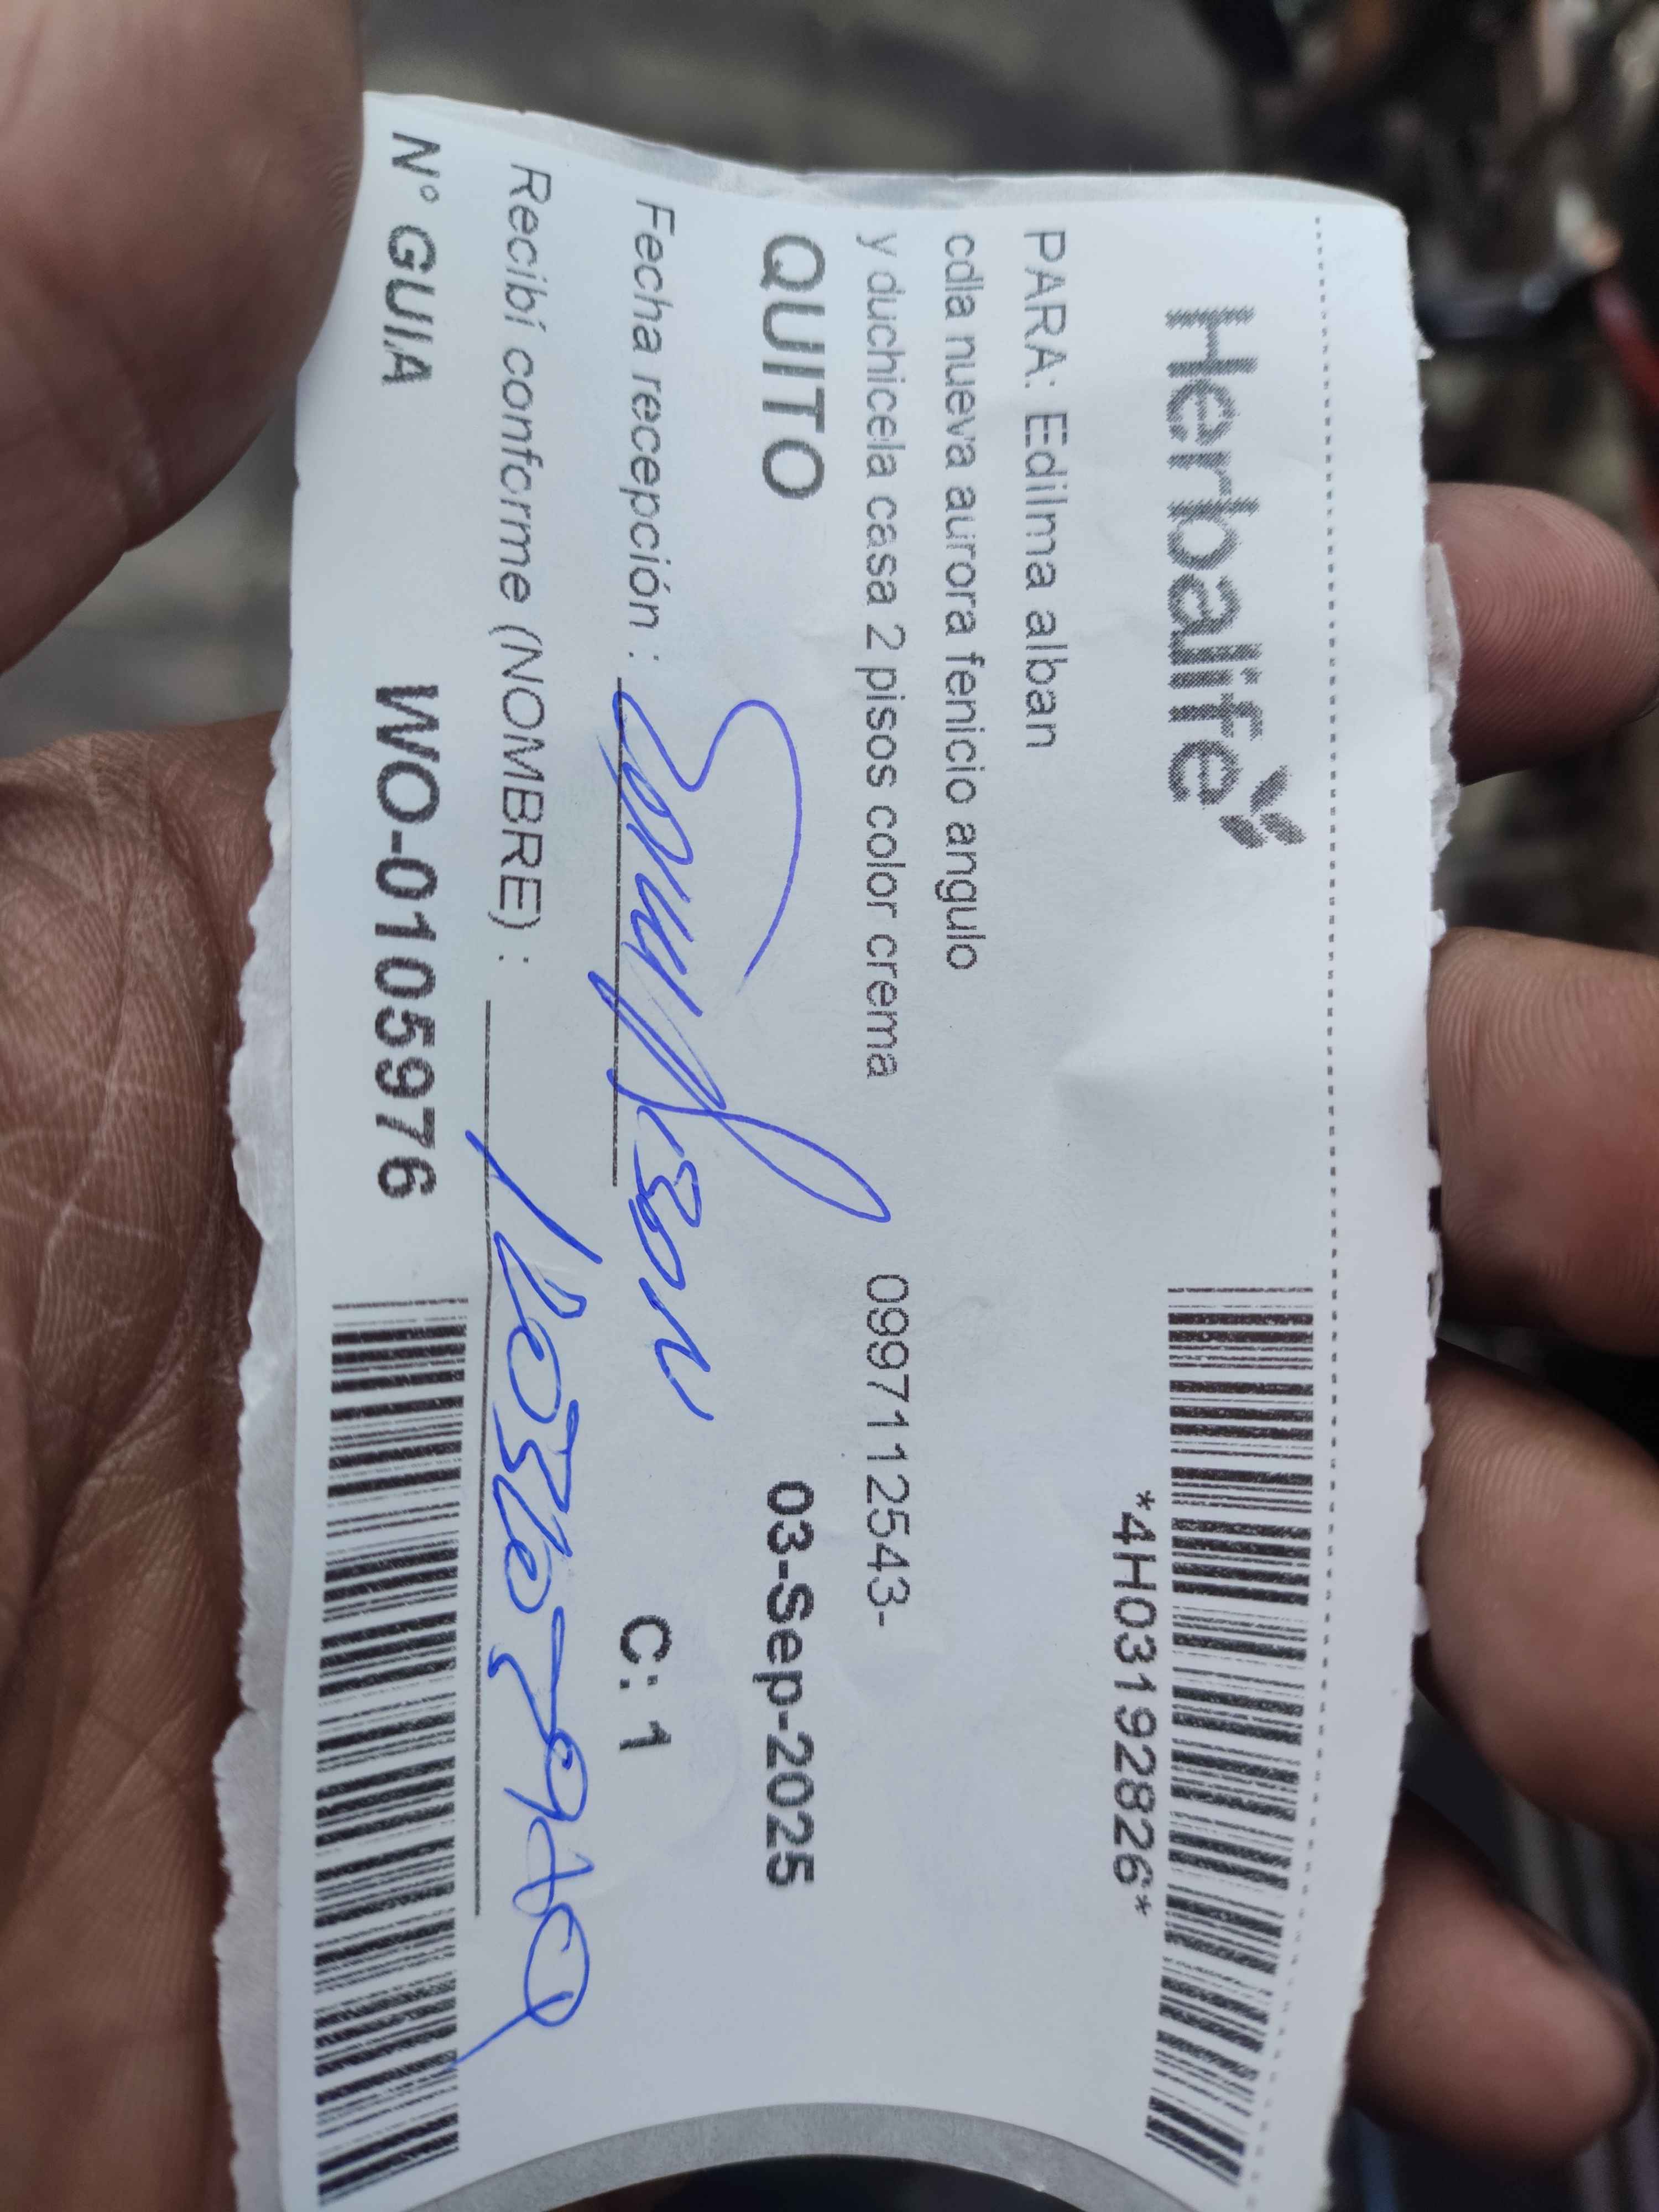 Herbalife
*4H03192826*
PARA: Edilma alban
cdla nueva aurora fenicio angulo
y duchicela casa 2 pisos color crema 0997112543-
QUITO 03-Sep-2025
Fecha recepción : C: 1
Recibí conforme (NOMBRE) :
N° GUIA WO-0105976